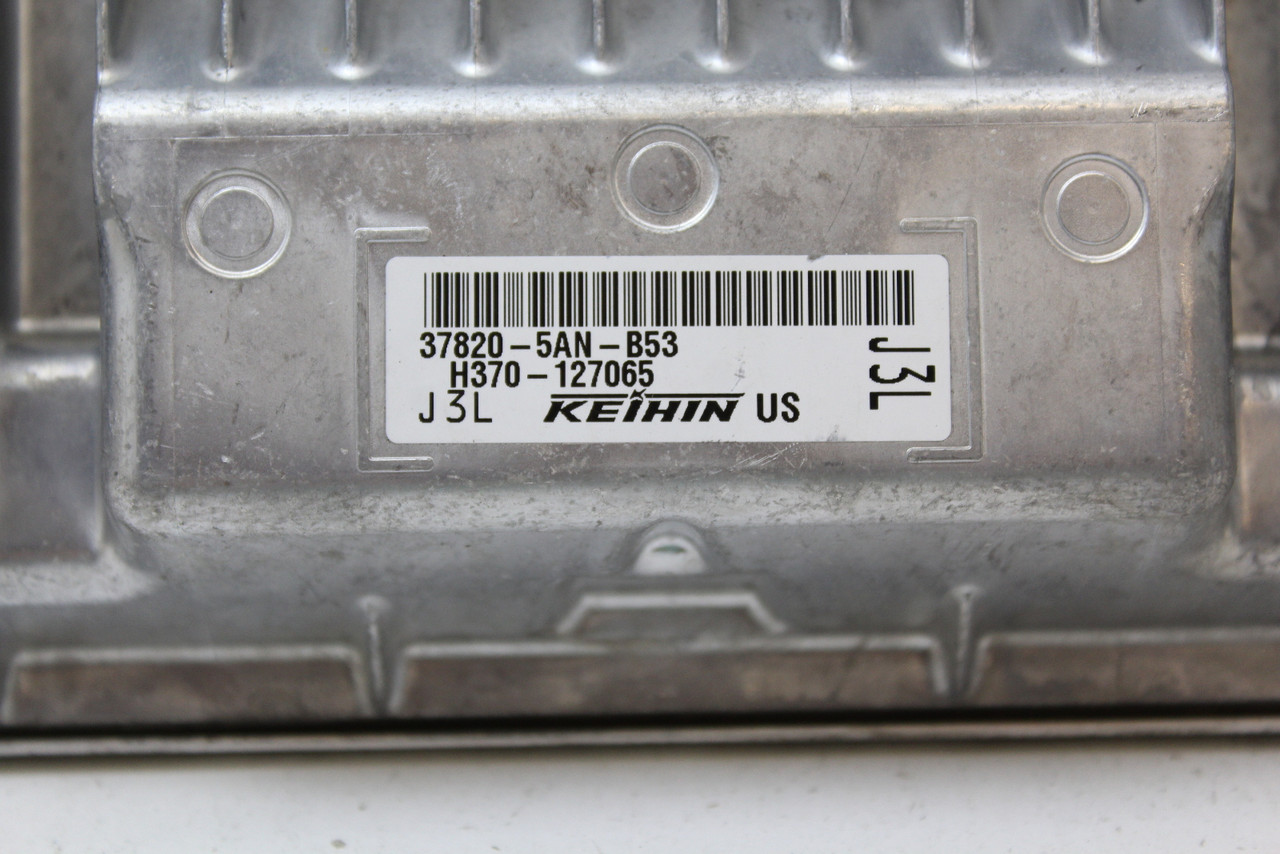 37820-5AN-B53
H370-127065
J3L KEIHIN US
J3L